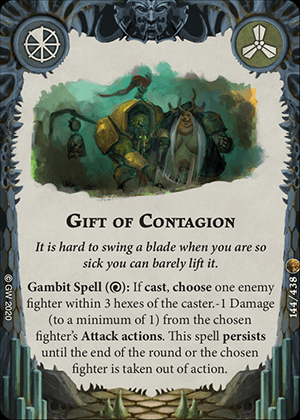 GIFT OF CONTAGION
It is hard to swing a blade when you are so
sick you can barely lift it.
Gambit Spell (): If cast, choose one enemy
fighter within 3 hexes of the caster.-1 Damage
(to a minimum of 1) from the chosen
fighter's Attack actions. This spell persists
until the end of the round or the chosen
fighter is taken out of action.
© GW 2020
144/438